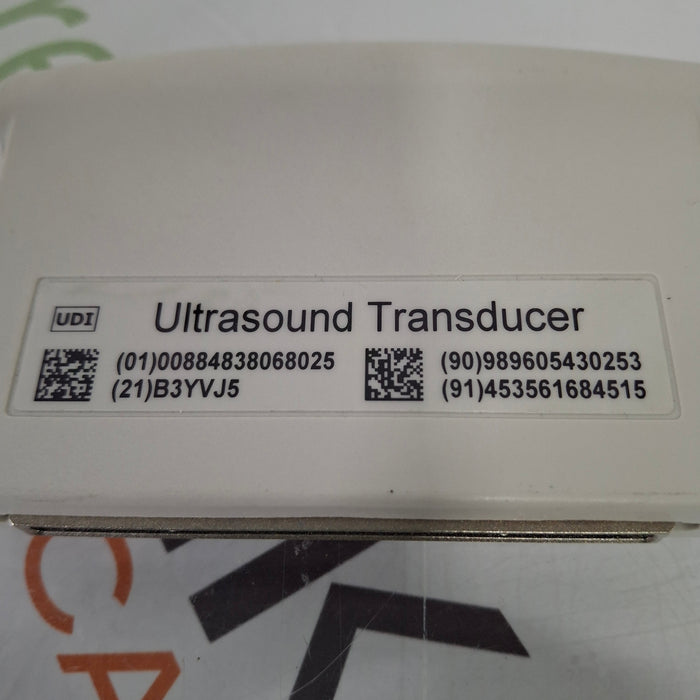 UDI
Ultrasound Transducer
(01)00884838068025
(21)B3YVJ5
(90)989605430253
(91)453561684515